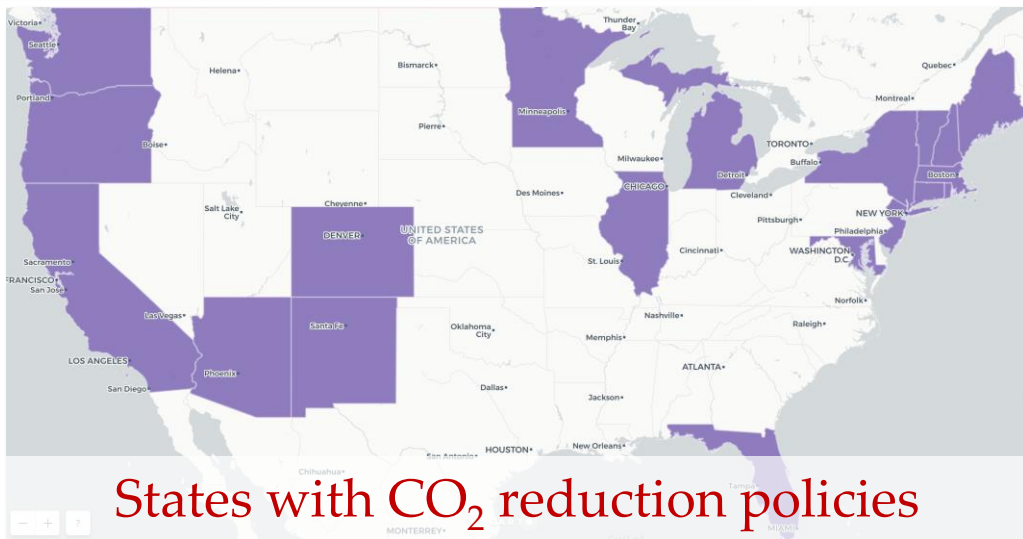 Victoria
Seattle
Portland
Helena
Bismarck
Boise
Pierre
Minneapolis
Thunder
Bay
Quebec
Montreal
TORONTO
Buffalo
Boston
Milwaukee
Detroit
CHICAGO
Cleveland
Des Moines
Salt Lake
City
Cheyenne
DENVER
UNITED STATES
OF AMERICA
NEW YORK
Pittsburgh
Philadelphia
Sacramento
FRANCISCO
San Jose
St. Louis
Cincinnati
WASHINGTON
D.C.
Las Vegas
Santa Fe
Oklahoma
City
Nashville
Norfolk
Memphis
Raleigh
LOS ANGELES
Phoenix
ATLANTA
San Diego
Dallas
Jackson
San Antonio
HOUSTON
New Orleans
Chihuahua
Tampa
States with CO₂ reduction policies
− + ?
MONTERREY
MIAMI